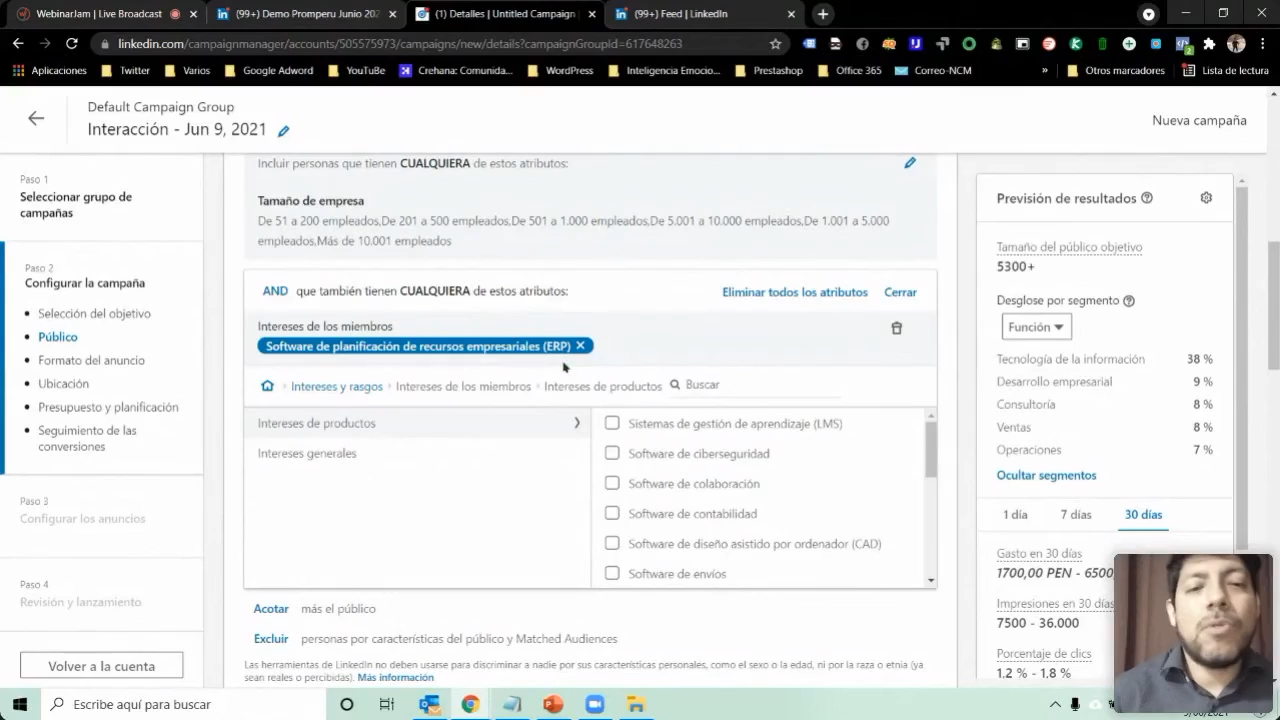 WebinarJam | Live Broadcast
(99+) Demo Promperu Junio 202
(1) Detalles | Untitled Campaign
(99+) Feed | LinkedIn
linkedin.com/campaignmanager/accounts/505575973/campaigns/new/details?campaignGroupId=617648263
Aplicaciones
Twitter
Varios
Google Adword
YouTube
Crehana: Comunida...
WordPress
Inteligencia Emocio...
Prestashop
Office 365
Correo-NCM
»
Otros marcadores
Lista de lectura
Default Campaign Group
Interacción - Jun 9, 2021
Nueva campaña
Paso 1
Seleccionar grupo de
campañas
Paso 2
Configurar la campaña
Selección del objetivo
Público
Formato del anuncio
Ubicación
Presupuesto y planificación
Seguimiento de las
conversiones
Paso 3
Configurar los anuncios
Paso 4
Revisión y lanzamiento
Volver a la cuenta
Incluir personas que tienen CUALQUIERA de estos atributos:
Tamaño de empresa
De 51 a 200 empleados,De 201 a 500 empleados,De 501 a 1.000 empleados,De 5.001 a 10.000 empleados,De 1.001 a 5.000
empleados,Más de 10.001 empleados
AND que también tienen CUALQUIERA de estos atributos:
Eliminar todos los atributos
Cerrar
Intereses de los miembros
Software de planificación de recursos empresariales (ERP)
Intereses y rasgos
Intereses de los miembros
Intereses de productos
Buscar
Intereses de productos
Intereses generales
Sistemas de gestión de aprendizaje (LMS)
Software de ciberseguridad
Software de colaboración
Software de contabilidad
Software de diseño asistido por ordenador (CAD)
Software de envíos
Acotar más el público
Excluir personas por características del público y Matched Audiences
Las herramientas de LinkedIn no deben usarse para discriminar a nadie por sus características personales, como el sexo o la edad, ni por la raza o etnia (ya
sean reales o percibidas). Más información
Previsión de resultados
Tamaño del público objetivo
5300+
Desglose por segmento
Función
Tecnología de la información 38 %
Desarrollo empresarial 9 %
Consultoría 8 %
Ventas 8 %
Operaciones 7 %
Ocultar segmentos
1 día
7 días
30 días
Gasto en 30 días
1700,00 PEN - 6500,
Impresiones en 30 días
7500 - 36.000
Porcentaje de clics
1.2 % - 1.8 %
Escribe aquí para buscar